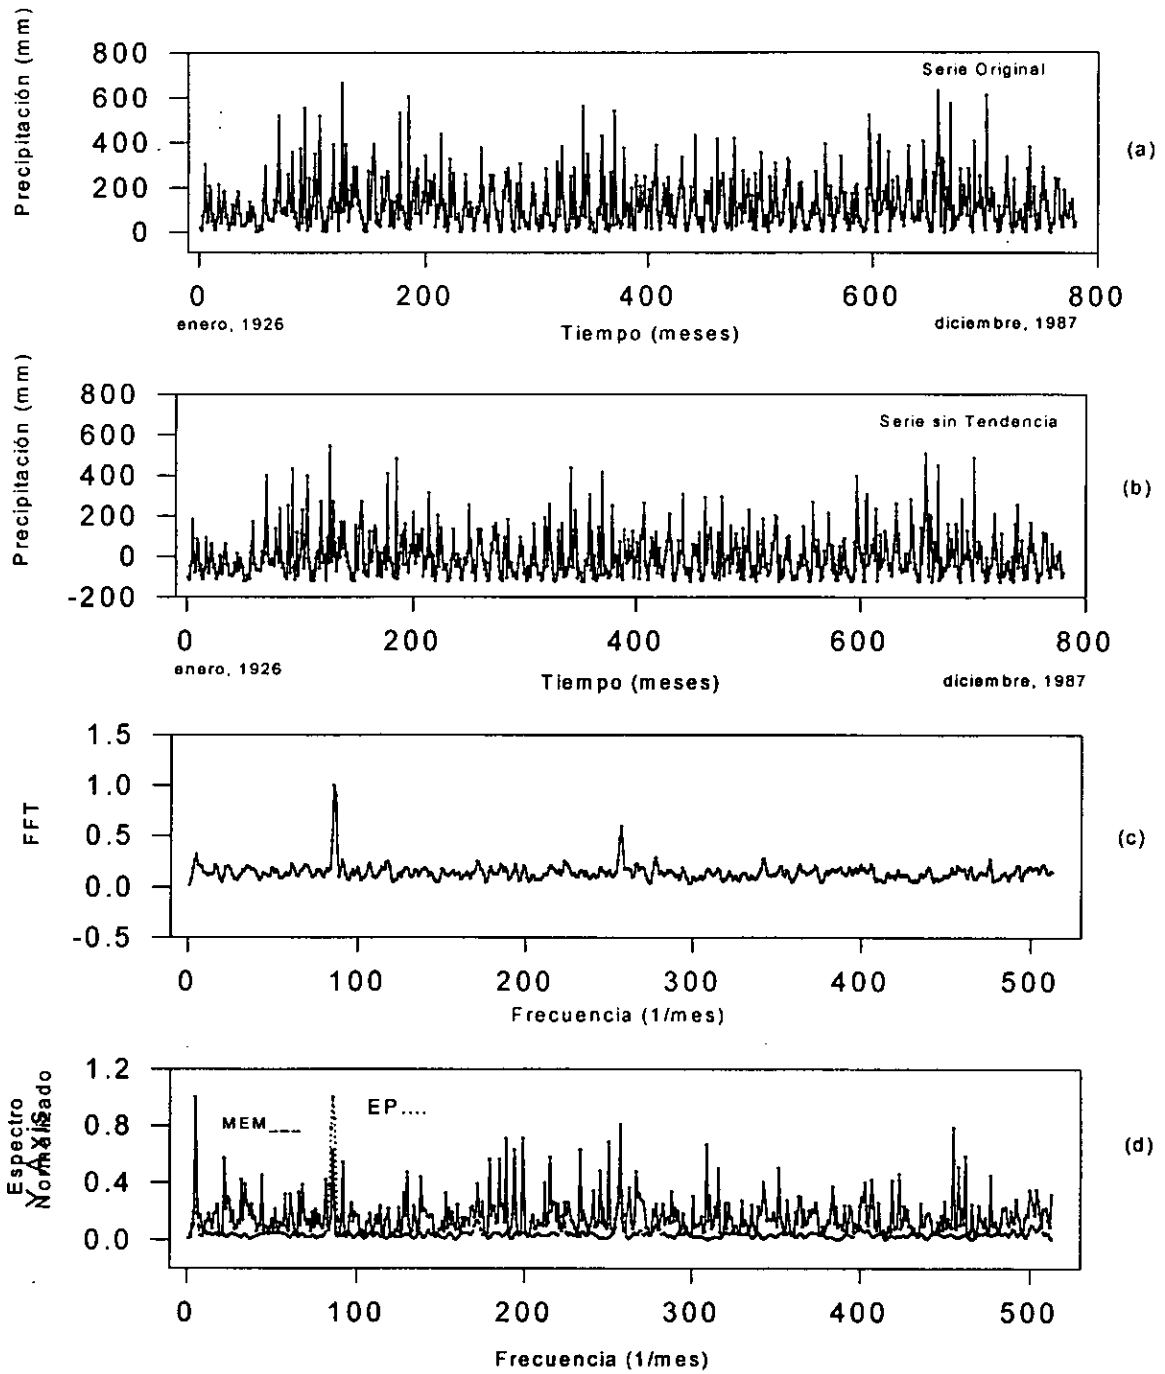 Precipitación (mm)
800
600
400
200
0
Serie Original
(a)
0
200
400
600
800
enero, 1926
Tiempo (meses)
diciembre, 1987
Precipitación (mm)
800
600
400
200
0
-200
Serie sin Tendencia
(b)
0
200
400
600
800
enero, 1926
Tiempo (meses)
diciembre, 1987
FFT
1.5
1.0
0.5
0.0
-0.5
(c)
0
100
200
300
400
500
Frecuencia (1/mes)
Espectro
Y AXIS
Normalizado
1.2
0.8
0.4
0.0
MEM___
EP....
(d)
0
100
200
300
400
500
Frecuencia (1/mes)